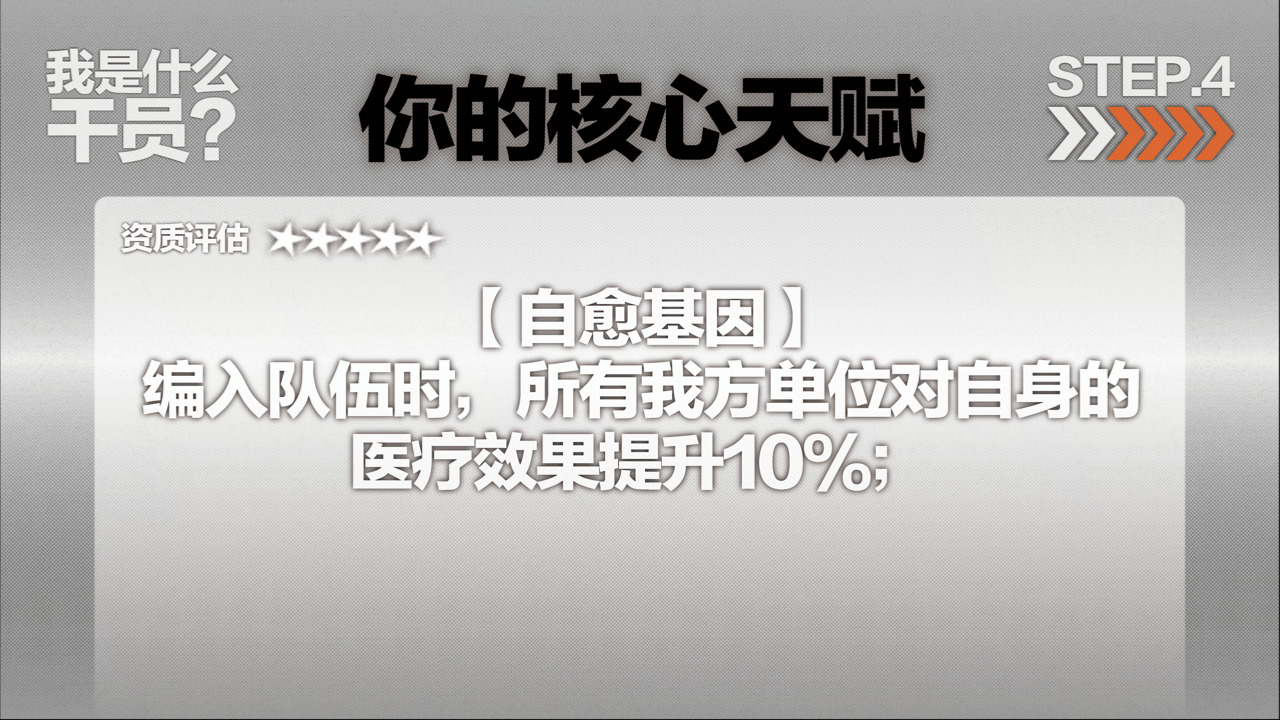 我是什么
干员?
你的核心天赋
STEP.4
资质评估 ★★★★★
【自愈基因】
编入队伍时，所有我方单位对自身的
医疗效果提升10%;